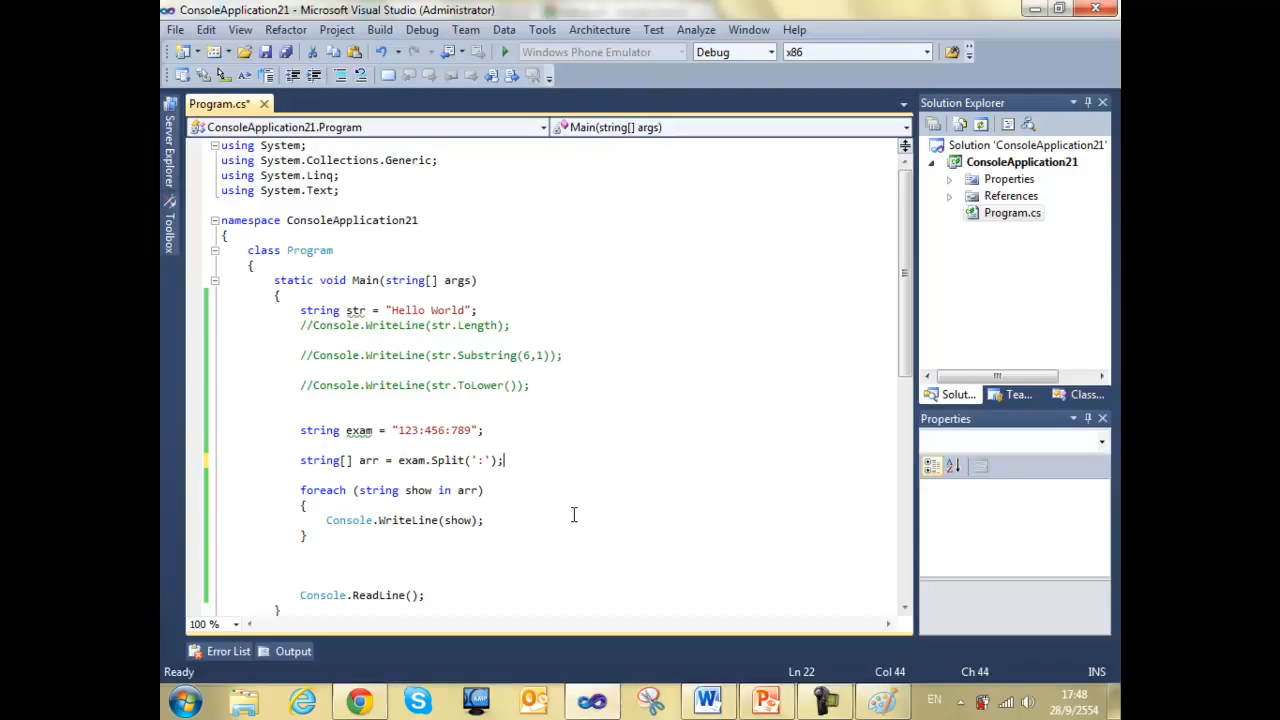 ConsoleApplication21 - Microsoft Visual Studio (Administrator)
File Edit View Refactor Project Build Debug Team Data Tools Architecture Test Analyze Window Help
Windows Phone Emulator Debug x86
Program.cs*
Solution Explorer
ConsoleApplication21.Program Main(string[] args)
Server Explorer
Toolbox
using System;
using System.Collections.Generic;
using System.Linq;
using System.Text;
namespace ConsoleApplication21
{
class Program
{
static void Main(string[] args)
{
string str = "Hello World";
//Console.WriteLine(str.Length);
//Console.WriteLine(str.Substring(6,1));
//Console.WriteLine(str.ToLower());
string exam = "123:456:789";
string[] arr = exam.Split(':');
foreach (string show in arr)
{
Console.WriteLine(show);
}
Console.ReadLine();
}
100 %
Solution 'ConsoleApplication21'
ConsoleApplication21
Properties
References
Program.cs
Solut... Tea... Class...
Properties
Error List Output
Ready Ln 22 Col 44 Ch 44 INS
EN
17:48
28/9/2554